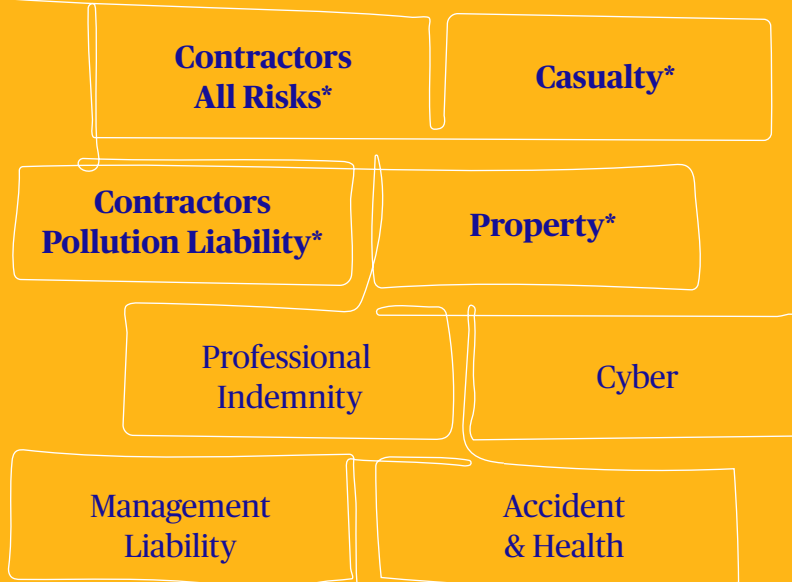 Contractors
All Risks*
Casualty*
Contractors
Pollution Liability*
Property*
Professional
Indemnity
Cyber
Management
Liability
Accident
& Health